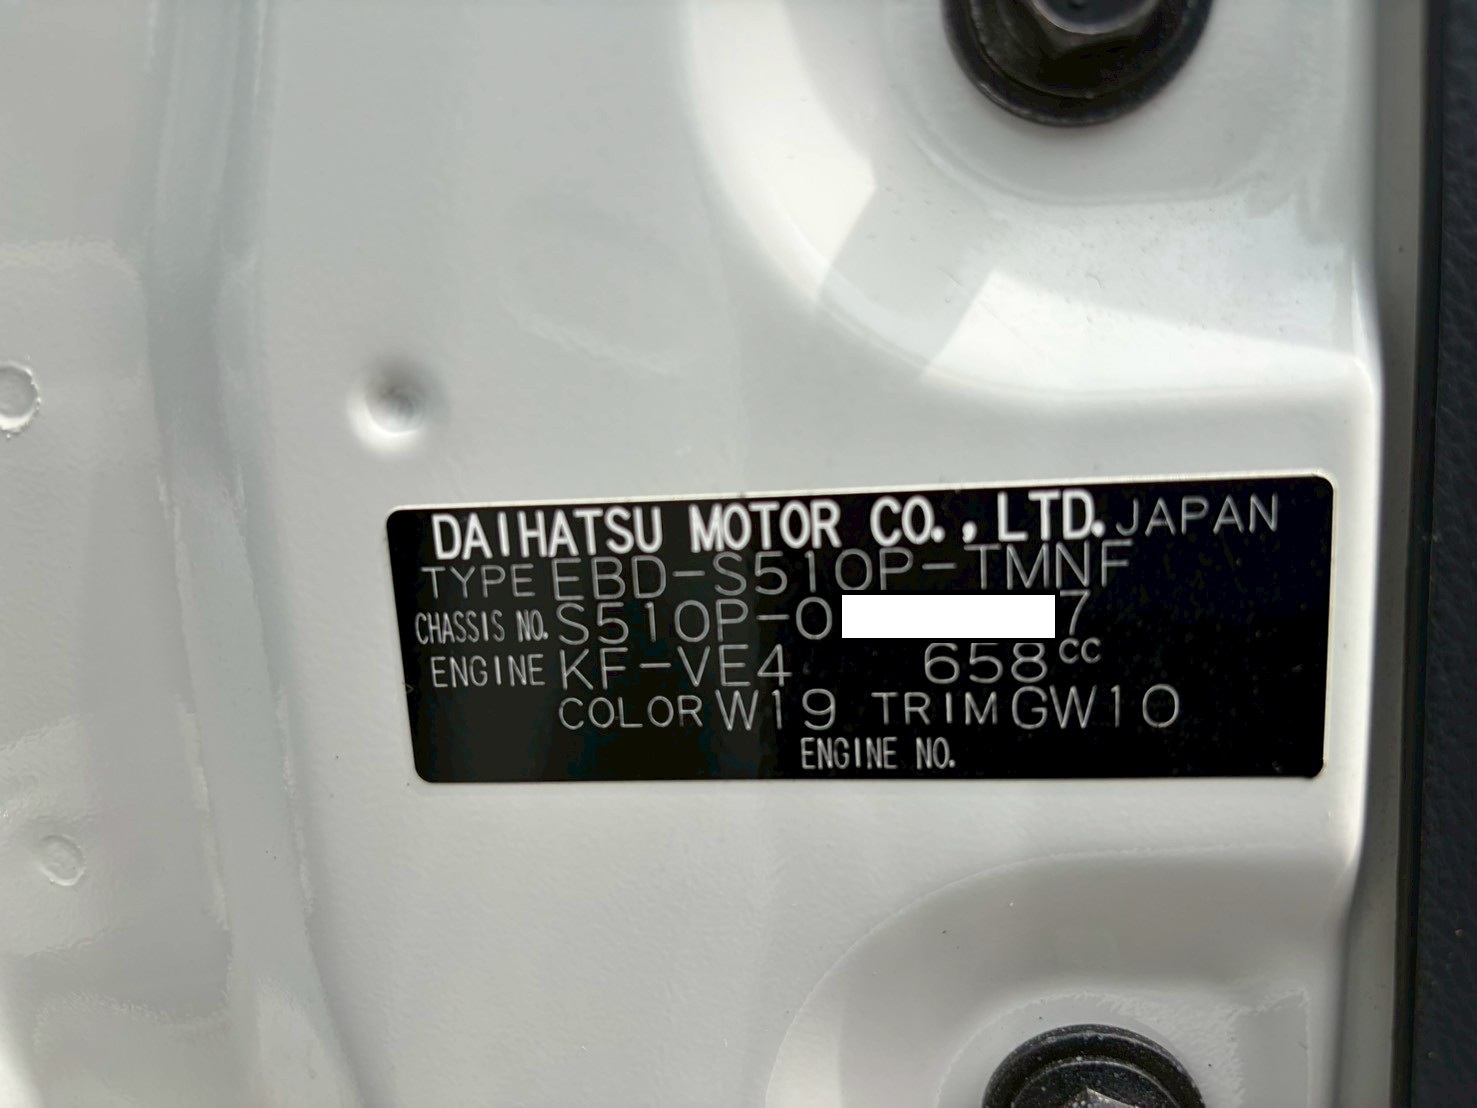 DAIHATSU MOTOR CO., LTD. JAPAN
TYPE EBD-S510P-TMNF
CHASSIS NO. S510P-0 7
ENGINE KF-VE4 658cc
COLOR W19 TRIM GW10
ENGINE NO.